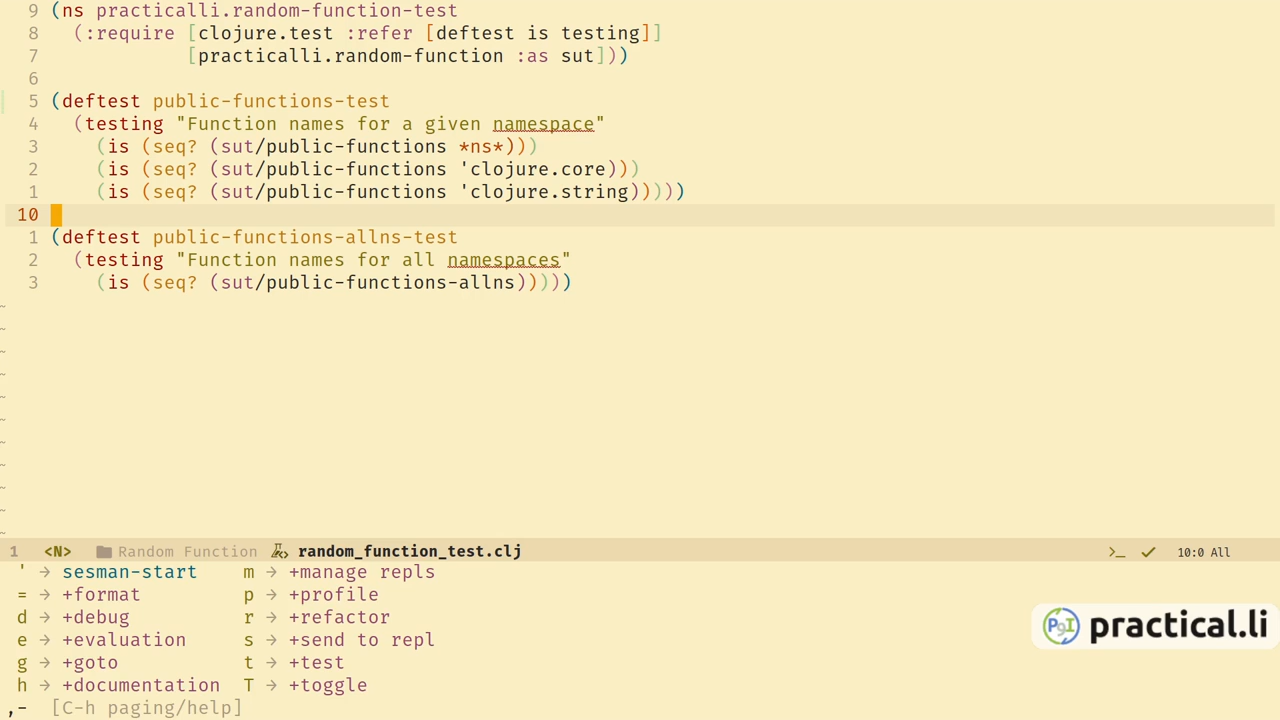 9 (ns practicalli.random-function-test
8   (:require [clojure.test :refer [deftest is testing]]
7             [practicalli.random-function :as sut]))
6
5 (deftest public-functions-test
4   (testing "Function names for a given namespace"
3     (is (seq? (sut/public-functions *ns*)))
2     (is (seq? (sut/public-functions 'clojure.core)))
1     (is (seq? (sut/public-functions 'clojure.string)))))
10
1 (deftest public-functions-allns-test
2   (testing "Function names for all namespaces"
3     (is (seq? (sut/public-functions-allns)))))
~
~
~
~
~
~
~
~
~
~
~
1 <N> Random Function random_function_test.clj >_ ✓ 10:0 All
' → sesman-start m → +manage repls
= → +format p → +profile
d → +debug r → +refactor
e → +evaluation s → +send to repl
g → +goto t → +test
h → +documentation T → +toggle
,- [C-h paging/help]
practical.li